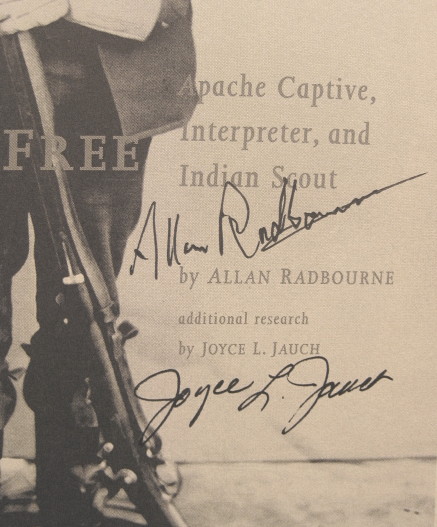 Apache Captive,
FREE
Interpreter, and
Indian Scout
Allan Radbourne
by ALLAN RADBOURNE
additional research
by JOYCE L. JAUCH
Joyce L. Jauch